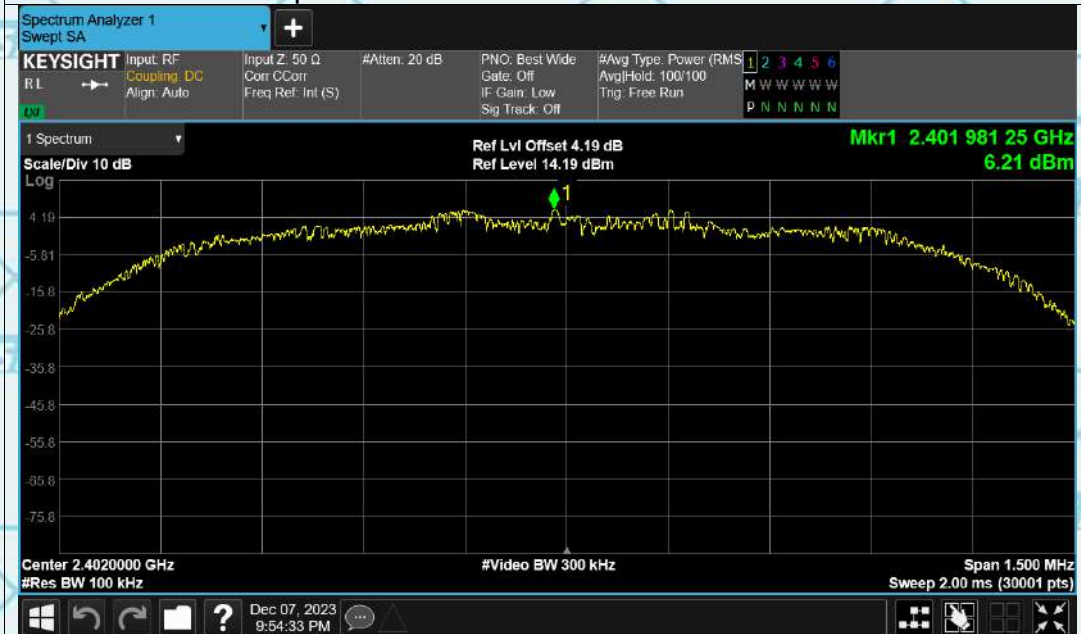 Spectrum Analyzer 1
Swept SA
+
KEYSIGHT
RL
LXI
Input: RF
Coupling: DC
Align: Auto
Input Z: 50 Ω
Corr CCorr
Freq Ref: Int (S)
#Atten: 20 dB
PNO: Best Wide
Gate: Off
IF Gain: Low
Sig Track: Off
#Avg Type: Power (RMS
Avg|Hold: 100/100
Trig: Free Run
1 2 3 4 5 6
M W W W W W
P N N N N N
1 Spectrum
Scale/Div 10 dB
Log
Ref Lvl Offset 4.19 dB
Ref Level 14.19 dBm
Mkr1 2.401 981 25 GHz
6.21 dBm
1
4.19
-5.81
-15.8
-25.8
-35.8
-45.8
-55.8
-65.8
-75.8
Center 2.4020000 GHz
#Res BW 100 kHz
#Video BW 300 kHz
Span 1.500 MHz
Sweep 2.00 ms (30001 pts)
?
Dec 07, 2023
9:54:33 PM